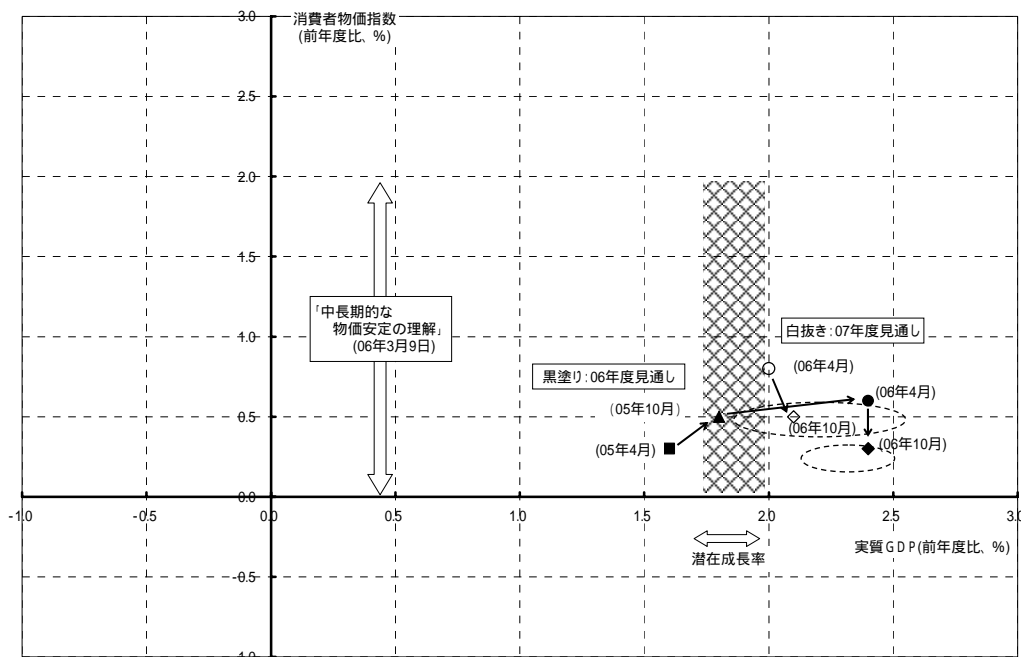 消費者物価指数
(前年度比、%)
3.0
2.5
2.0
1.5
1.0
0.5
0.0
-0.5
-1.0
「中長期的な
物価安定の理解」
(06年3月9日)
白抜き:07年度見通し
(06年4月)
黒塗り:06年度見通し
(06年4月)
(05年10月)
(06年10月)
(05年4月)
(06年10月)
-1.0
-0.5
0.0
0.5
1.0
1.5
2.0
2.5
3.0
潜在成長率
実質GDP(前年度比、%)